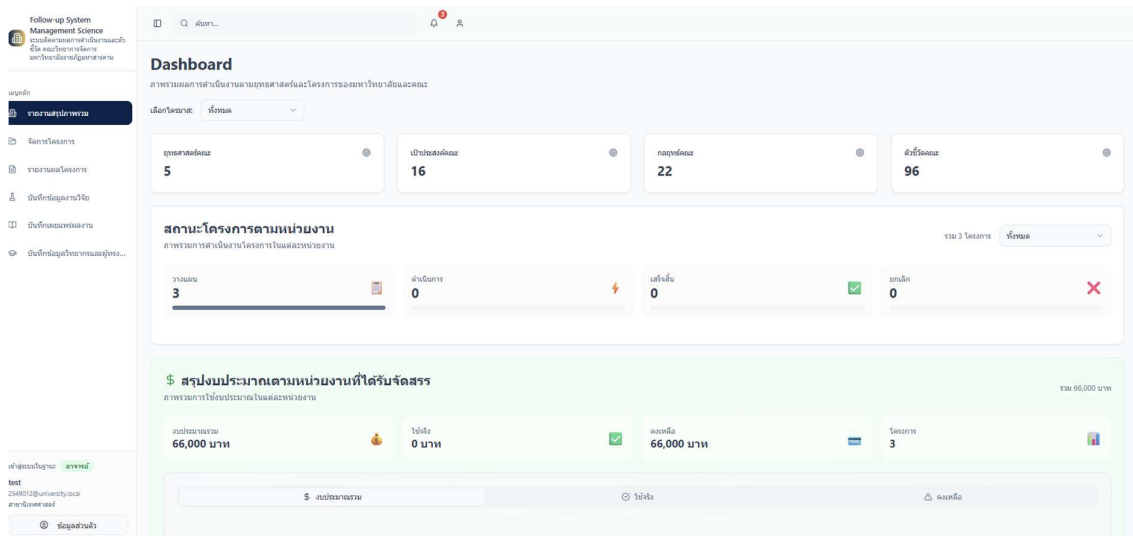 Follow-up System
Management Science
ระบบติดตามผลการดำเนินงานและตัว
ชี้วัด คณะวิทยาการจัดการ
มหาวิทยาลัยราชภัฏมหาสารคาม
เมนูหลัก
รายงานสรุปภาพรวม
จัดการโครงการ
รายงานผลโครงการ
บันทึกข้อมูลงานวิจัย
บันทึกเผยแพร่ผลงาน
บันทึกข้อมูลวิทยากรและผู้ทรง...
เข้าสู่ระบบในฐานะ อาจารย์
test
2549012@university.local
สาขานิเทศศาสตร์
ข้อมูลส่วนตัว
ค้นหา...
3
Dashboard
ภาพรวมผลการดำเนินงานตามยุทธศาสตร์และโครงการของมหาวิทยาลัยและคณะ
เลือกไตรมาส: ทั้งหมด
ยุทธศาสตร์คณะ
5
เป้าประสงค์คณะ
16
กลยุทธ์คณะ
22
ตัวชี้วัดคณะ
96
สถานะโครงการตามหน่วยงาน
ภาพรวมการดำเนินงานโครงการในแต่ละหน่วยงาน
รวม 3 โครงการ ทั้งหมด
วางแผน
3
ดำเนินการ
0
เสร็จสิ้น
0
ยกเลิก
0
$ สรุปงบประมาณตามหน่วยงานที่ได้รับจัดสรร
ภาพรวมการใช้งบประมาณในแต่ละหน่วยงาน
รวม 66,000 บาท
งบประมาณรวม
66,000 บาท
ใช้จริง
0 บาท
คงเหลือ
66,000 บาท
โครงการ
3
$ งบประมาณรวม
ใช้จริง
คงเหลือ